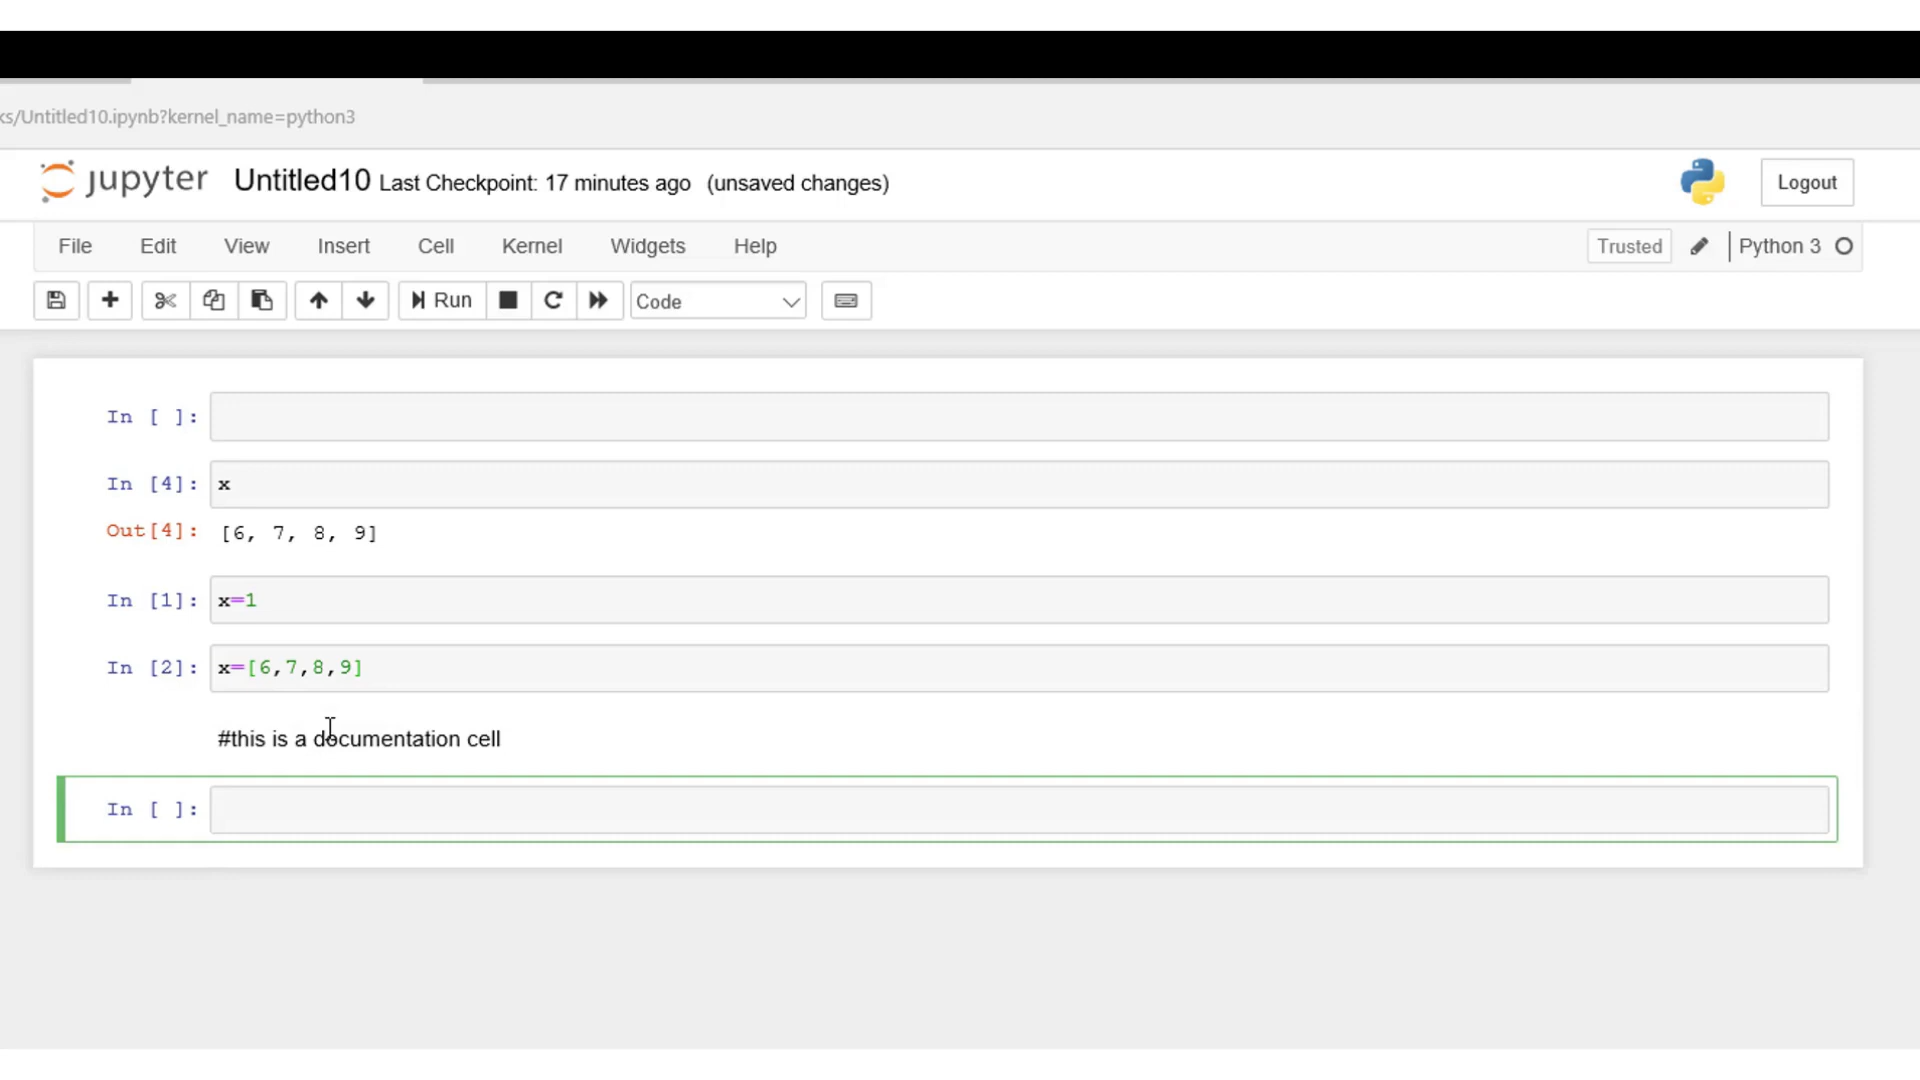 ks/Untitled10.ipynb?kernel_name=python3
jupyter Untitled10 Last Checkpoint: 17 minutes ago (unsaved changes) Logout
File Edit View Insert Cell Kernel Widgets Help Trusted Python 3
Run Code
In [ ]:
In [4]: x
Out[4]: [6, 7, 8, 9]
In [1]: x=1
In [2]: x=[6,7,8,9]
#this is a documentation cell
In [ ]: